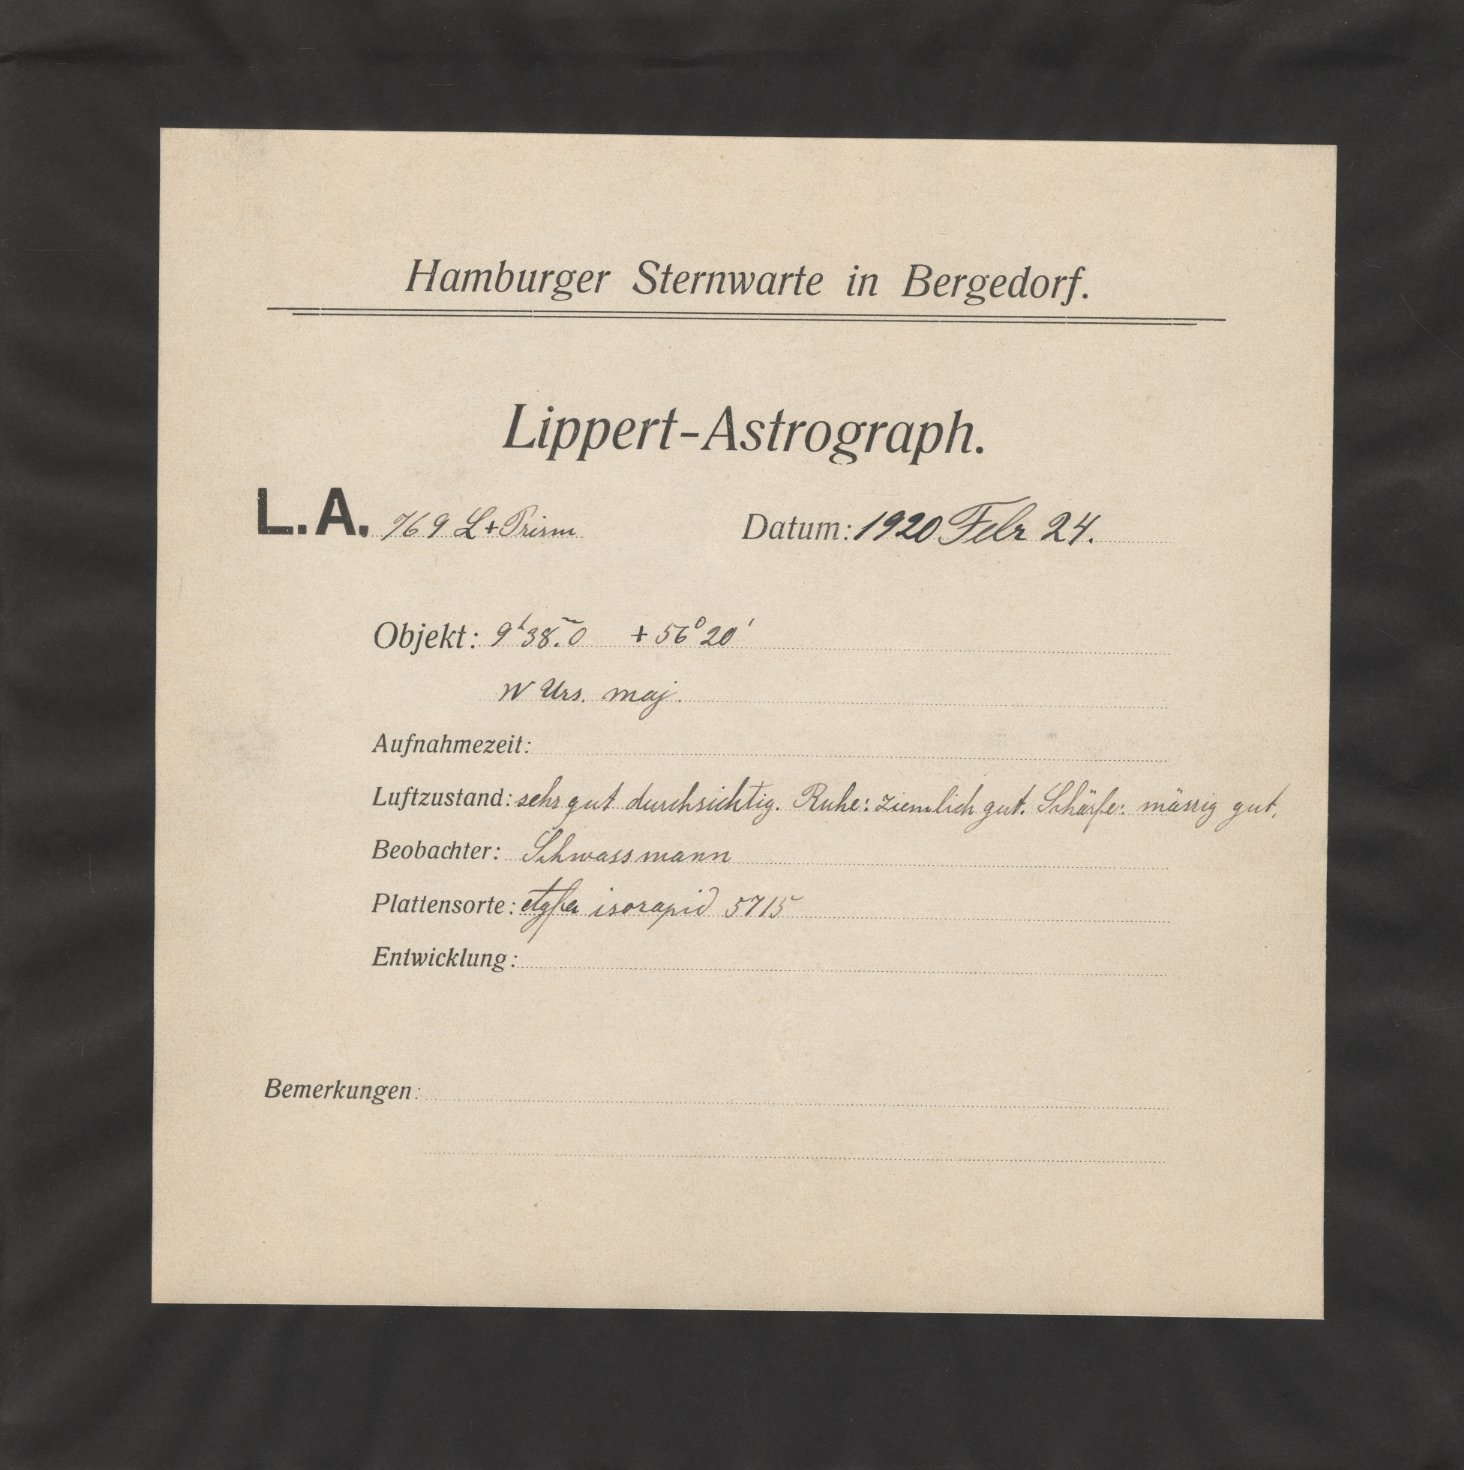 Hamburger Sternwarte in Bergedorf.
Lippert-Astrograph.
L.A. 769 L+Prism Datum: 1920 Febr 24.
Objekt: 9ʰ38.ᵐ0 +56°20'
W Urs. maj.
Aufnahmezeit:
Luftzustand: sehr gut durchsichtig. Ruhe: ziemlich gut. Schärfe: mässig gut.
Beobachter: Schwassmann
Plattensorte: isorapid 5715
Entwicklung:
Bemerkungen: